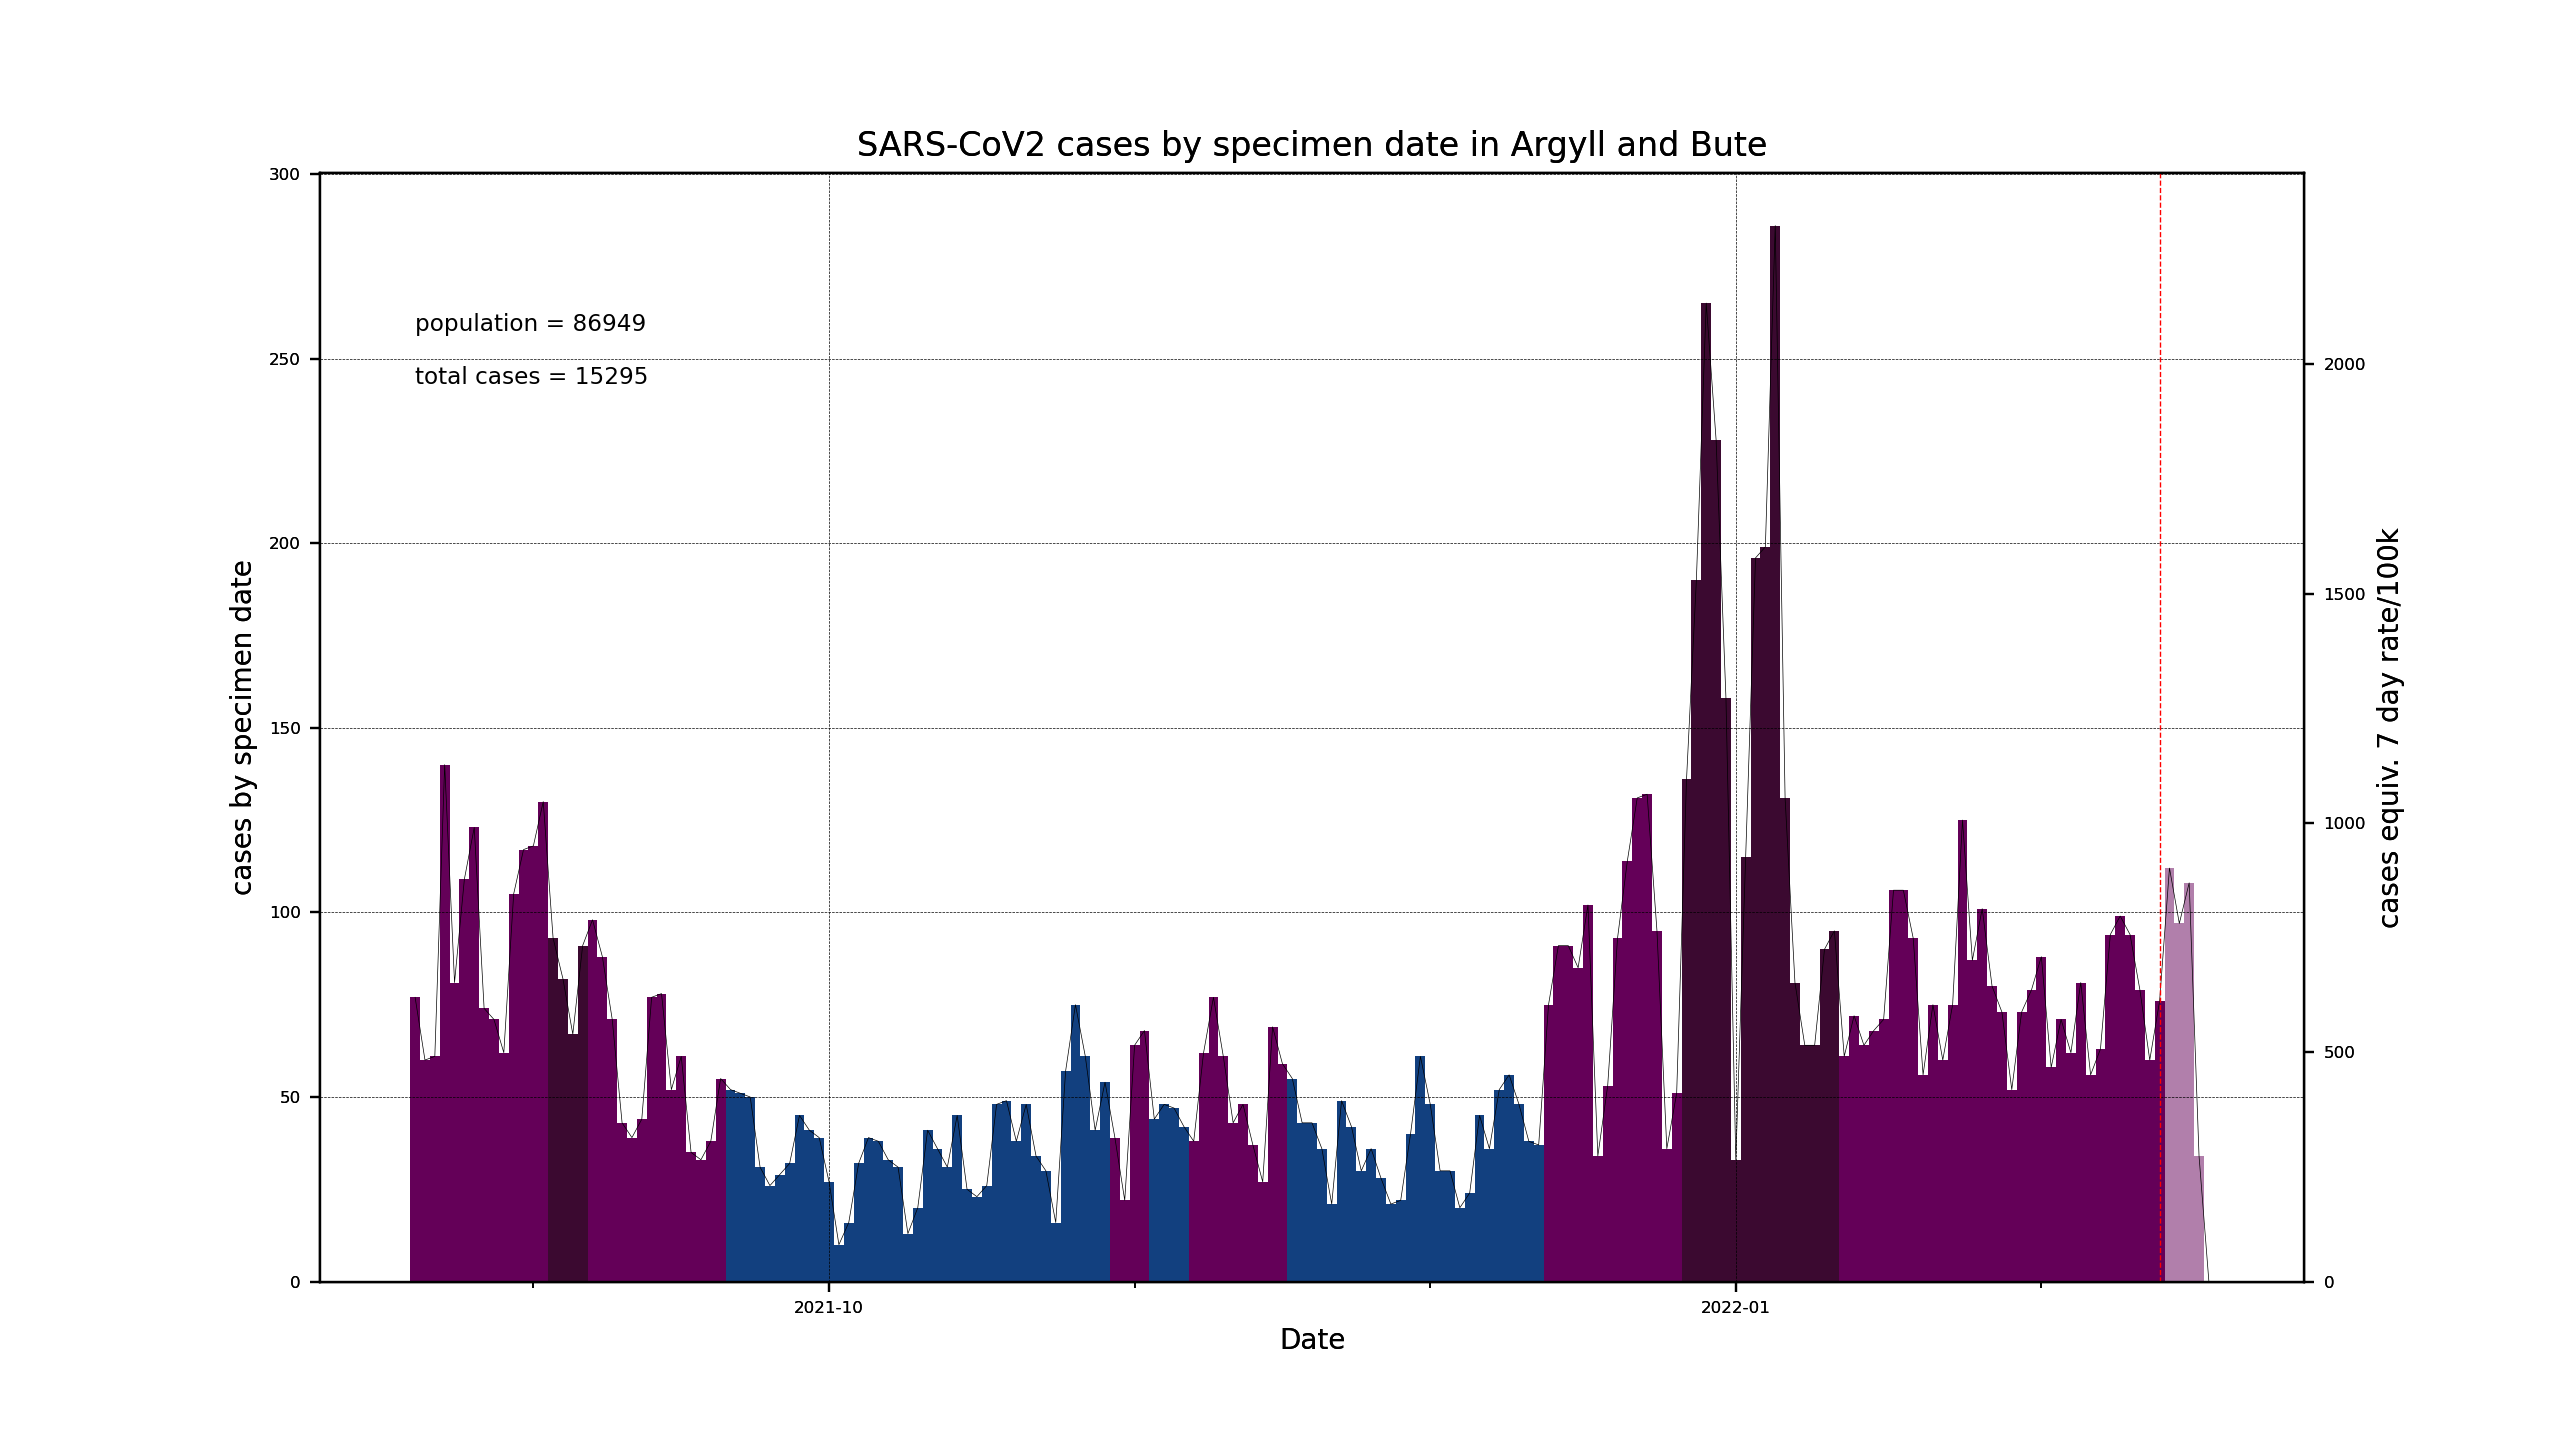 SARS-CoV2 cases by specimen date in Argyll and Bute
300
250
200
150
100
50
0
cases by specimen date
population = 86949
total cases = 15295
2000
1500
1000
500
0
cases equiv. 7 day rate/100k
2021-10
2022-01
Date